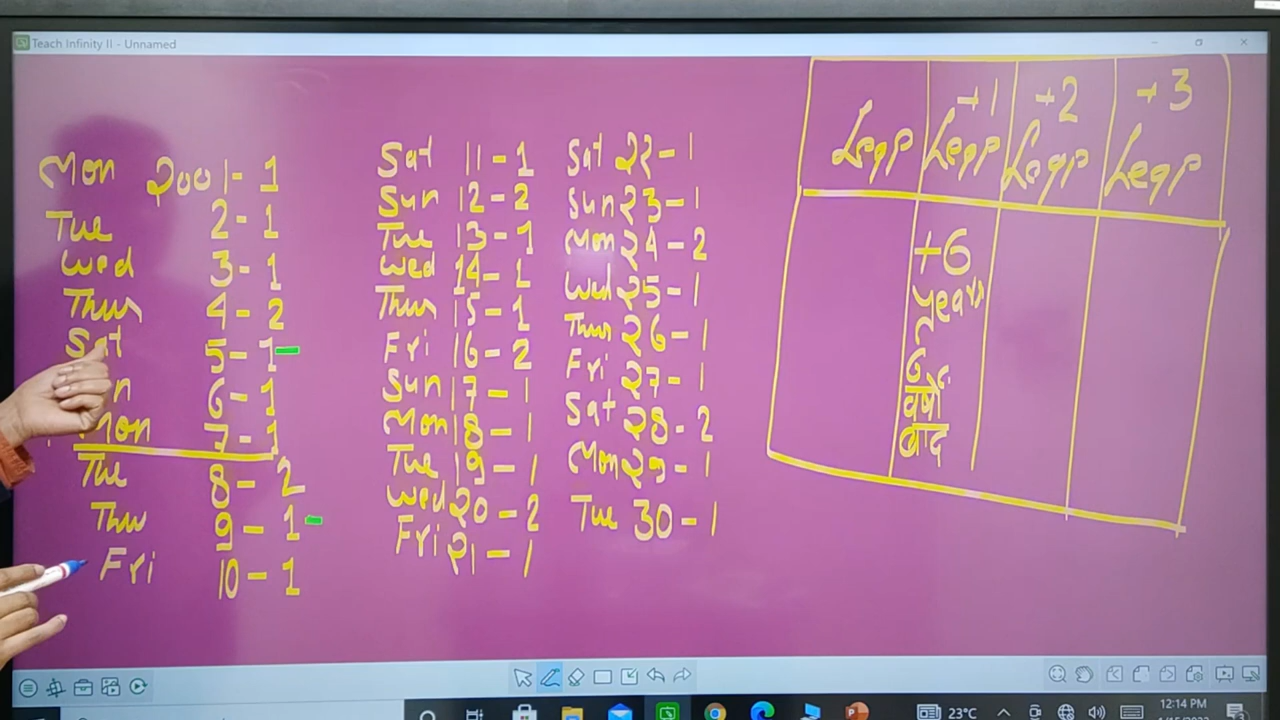 Teach Infinity II - Unnamed
Mon 2001-1
Tue 2-1
Wed 3-1
Thus 4-2
Sat 5-1
6-1
Mon 7-1
Tue 8-2
Thu 9-1
Fri 10-1
Sat 11-1
Sun 12-2
Tue 13-1
Wed 14-1
Thus 15-1
Fri 16-2
Sun 17-1
Mon 18-1
Tue 19-1
Wed 20-2
Fri 21-1
Sat 22-1
Sun 23-1
Mon 24-2
Wed 25-1
Thus 26-1
Fri 27-1
Sat 28-2
Mon 29-1
Tue 30-1
Leap
Leap +1
Leap +2
Leap +3
+6 years
6 वर्षो बाद
23°C
12:14 PM